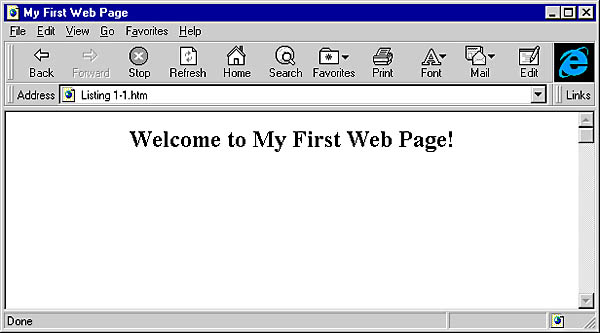 My First Web Page
File Edit View Go Favorites Help
Back Forward Stop Refresh Home Search Favorites Print Font Mail Edit
Address Listing 1-1.htm Links
Welcome to My First Web Page!
Done